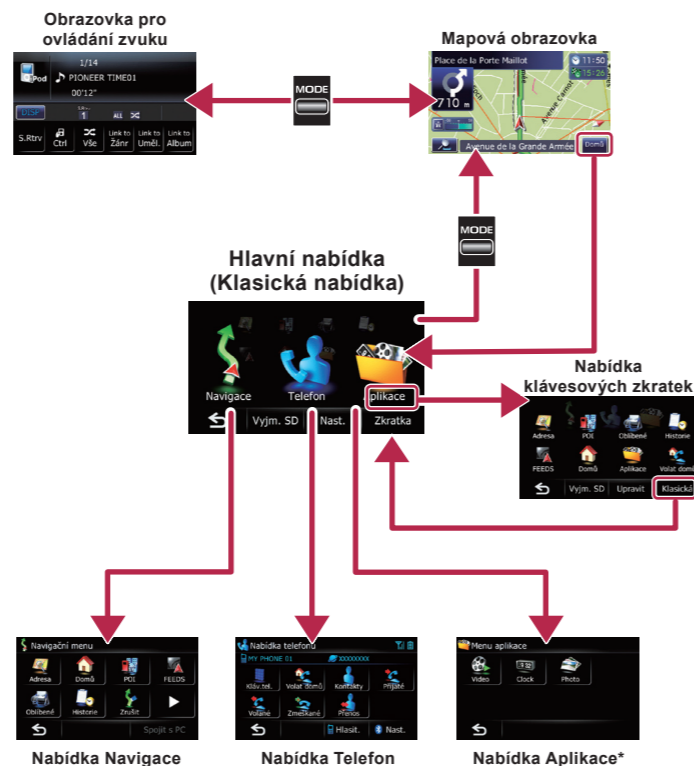 Obrazovka pro
ovládání zvuku
1/14
iPod
PIONEER TIME01
00'12"
DISP
1
ALL
S.Rtrv
Ctrl
Vše
Link to
Žánr
Link to
Uměl.
Link to
Album
MODE
Mapová obrazovka
Place de la Porte Maillot
11:50
15:26
710 m
Avenue Carnot
Avenue de la Grande Armée
Domů
MODE
Hlavní nabídka
(Klasická nabídka)
Navigace
Telefon
Aplikace
Vyjm. SD
Nast.
Zkratka
Nabídka
klávesových zkratek
Adresa
POI
Oblíbené
Historie
FEEDS
Domů
Aplikace
Volat domů
Vyjm. SD
Upravit
Klasická
Navigační menu
Adresa
Domů
POI
FEEDS
Oblíbené
Historie
Zrušit
Spojit s PC
Nabídka Navigace
Nabídka telefonu
MY PHONE 01
XXXXXXXX
Kláv.tel.
Volat domů
Kontakty
Přijaté
Volané
Zmeškané
Přenos
Hlasit.
Nast.
Nabídka Telefon
Menu aplikace
Video
Clock
Photo
Nabídka Aplikace*